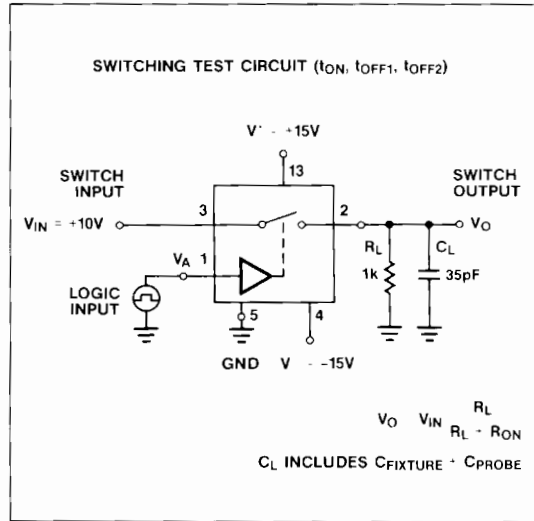 SWITCHING TEST CIRCUIT (tON, tOFF1, tOFF2)
V' - +15V
13
SWITCH INPUT
SWITCH OUTPUT
3
2
VIN = +10V
VO
VA
1
RL
1k
CL
35pF
LOGIC INPUT
5
4
GND V - -15V
VO VIN RL
RL - RON
CL INCLUDES CFIXTURE - CPROBE